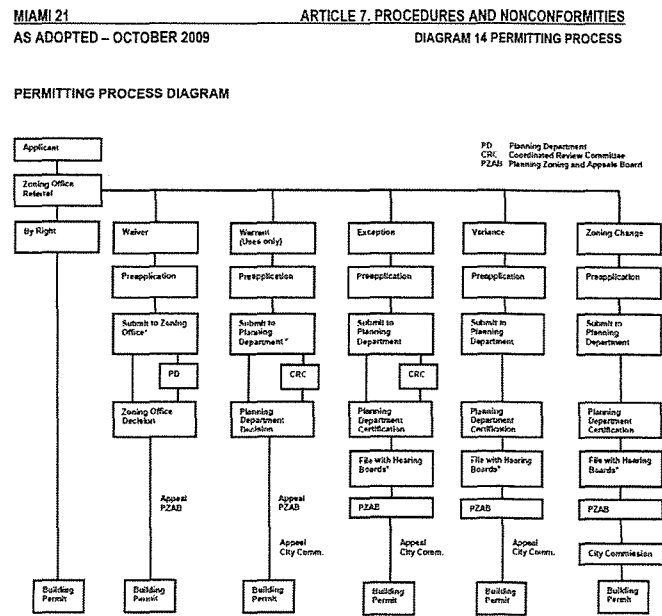 MIAMI 21 ARTICLE 7. PROCEDURES AND NONCONFORMITIES
AS ADOPTED – OCTOBER 2009 DIAGRAM 14 PERMITTING PROCESS
PERMITTING PROCESS DIAGRAM
Applicant
PD Planning Department
CRC Coordinated Review Committee
PZAB Planning Zoning and Appeals Board
Zoning Office
Referral
By Right
Waiver
Warrant
(Uses only)
Exception
Variance
Zoning Change
Preapplication
Preapplication
Preapplication
Preapplication
Preapplication
Submit to Zoning
Office*
Submit to
Planning
Department*
Submit to
Planning
Department
Submit to
Planning
Department
Submit to
Planning
Department
PD
CRC
CRC
Zoning Office
Decision
Planning
Department
Decision
Planning
Department
Certification
Planning
Department
Certification
Planning
Department
Certification
File with Hearing
Boards*
File with Hearing
Boards*
File with Hearing
Boards*
Appeal
PZAB
Appeal
PZAB
PZAB
PZAB
PZAB
Appeal
City Comm.
Appeal
City Comm.
Appeal
City Comm.
City Commission
Building
Permit
Building
Permit
Building
Permit
Building
Permit
Building
Permit
Building
Permit